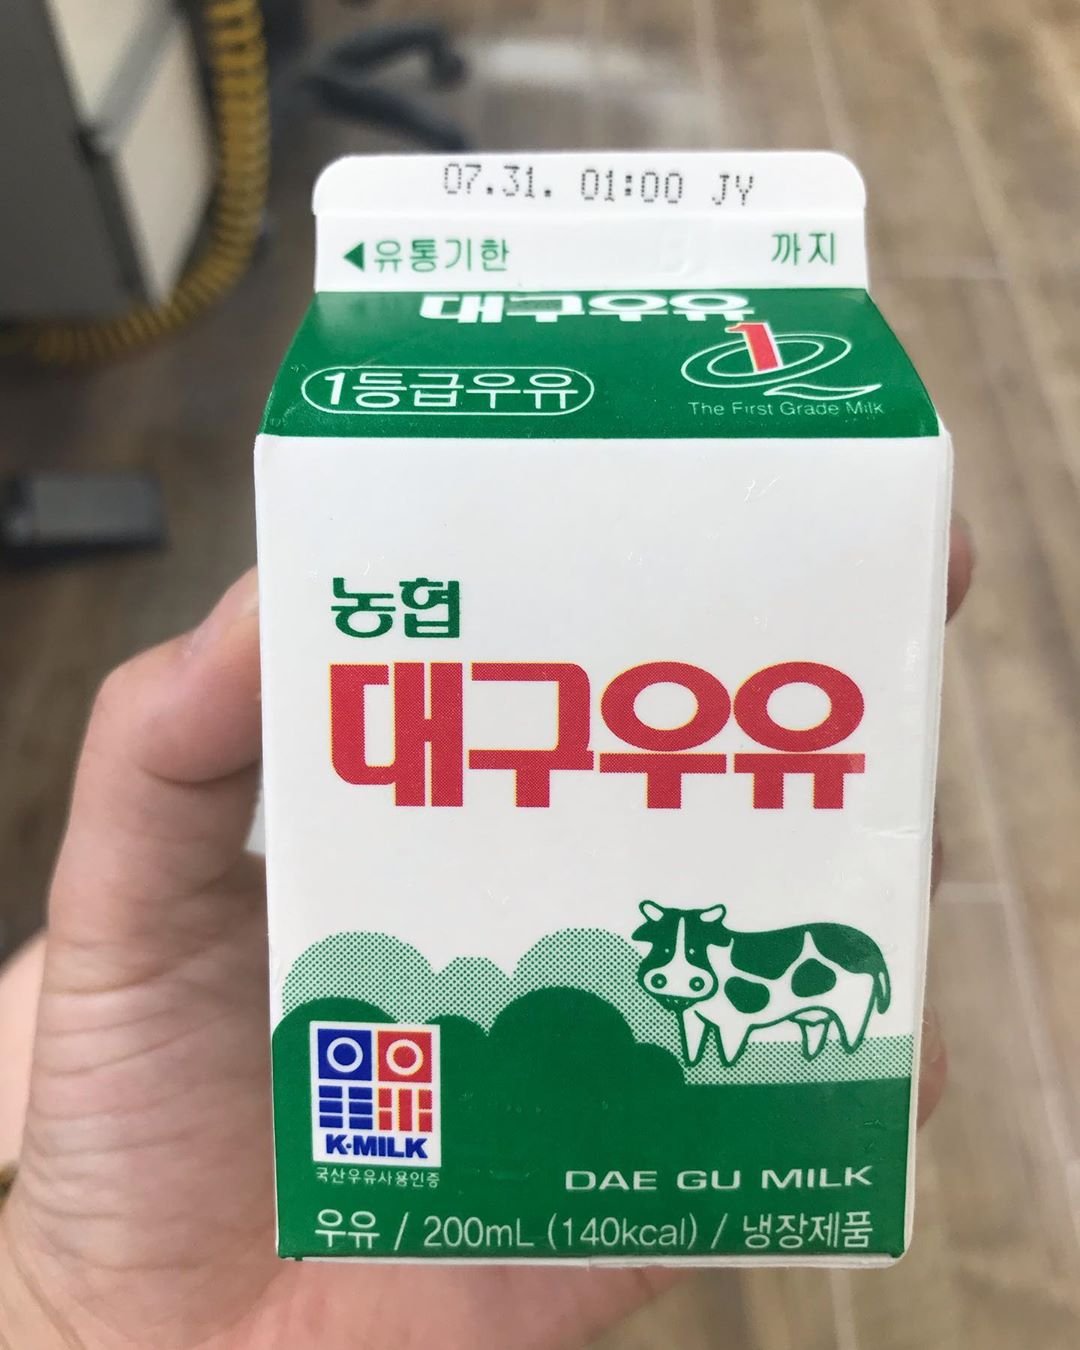 07.31. 01:00 JY
◀유통기한 까지
대구우유
1등급우유
1
The First Grade Milk
농협
대구우유
K·MILK
국산우유사용인증
DAE GU MILK
우유 / 200mL (140kcal) / 냉장제품